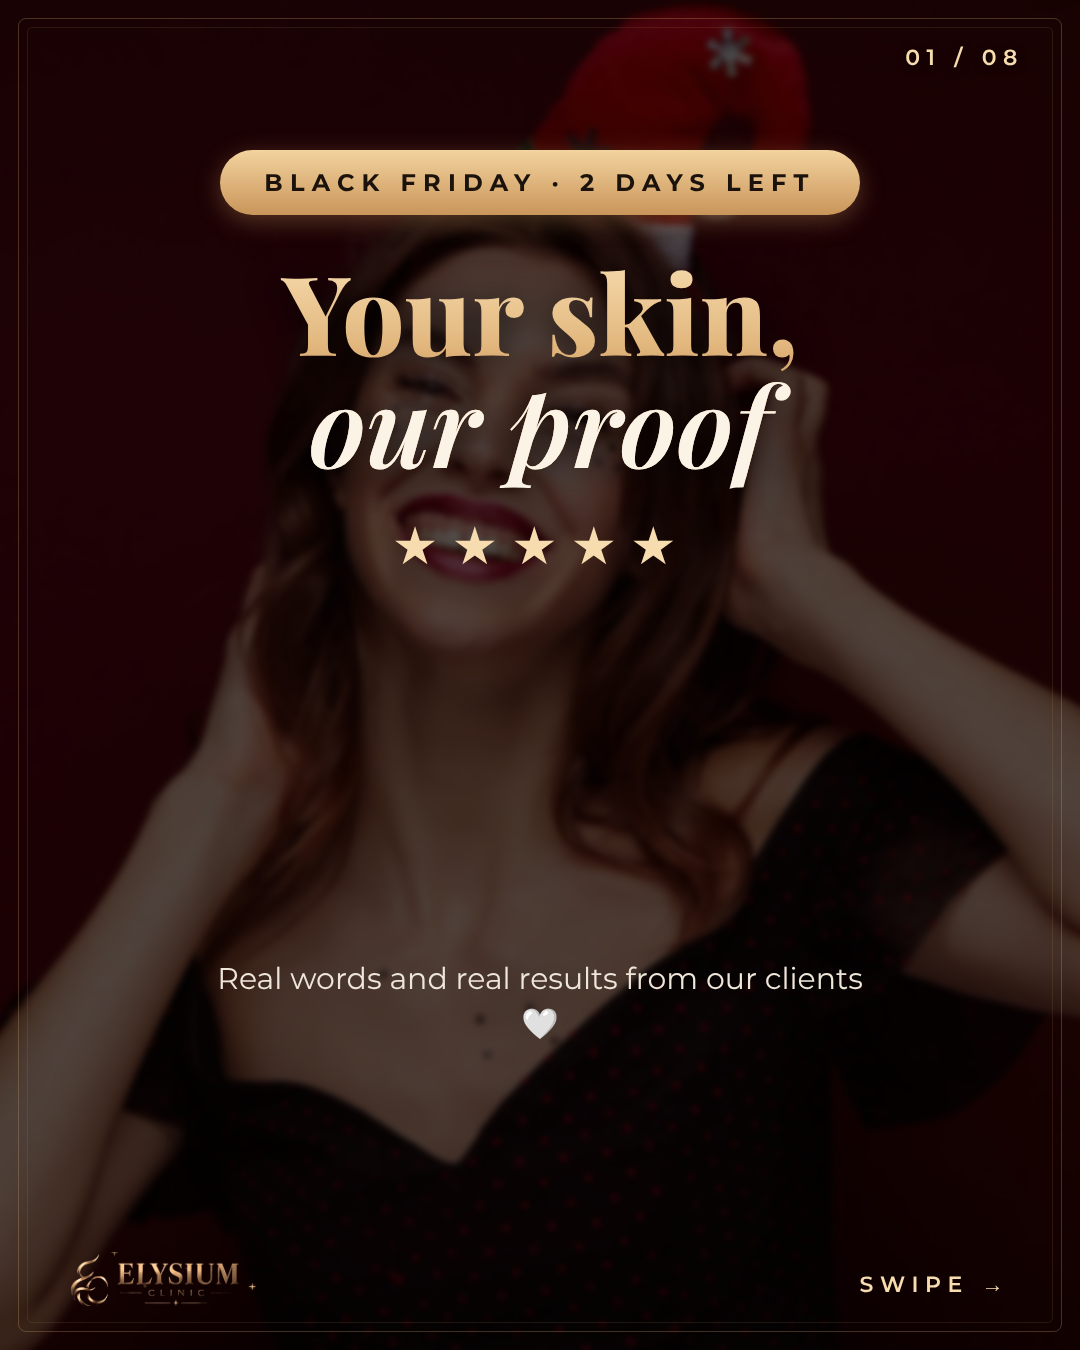 01 / 08
BLACK FRIDAY · 2 DAYS LEFT
Your skin,
our proof
★ ★ ★ ★ ★
Real words and real results from our clients
🤍
ELYSIUM
CLINIC
SWIPE →